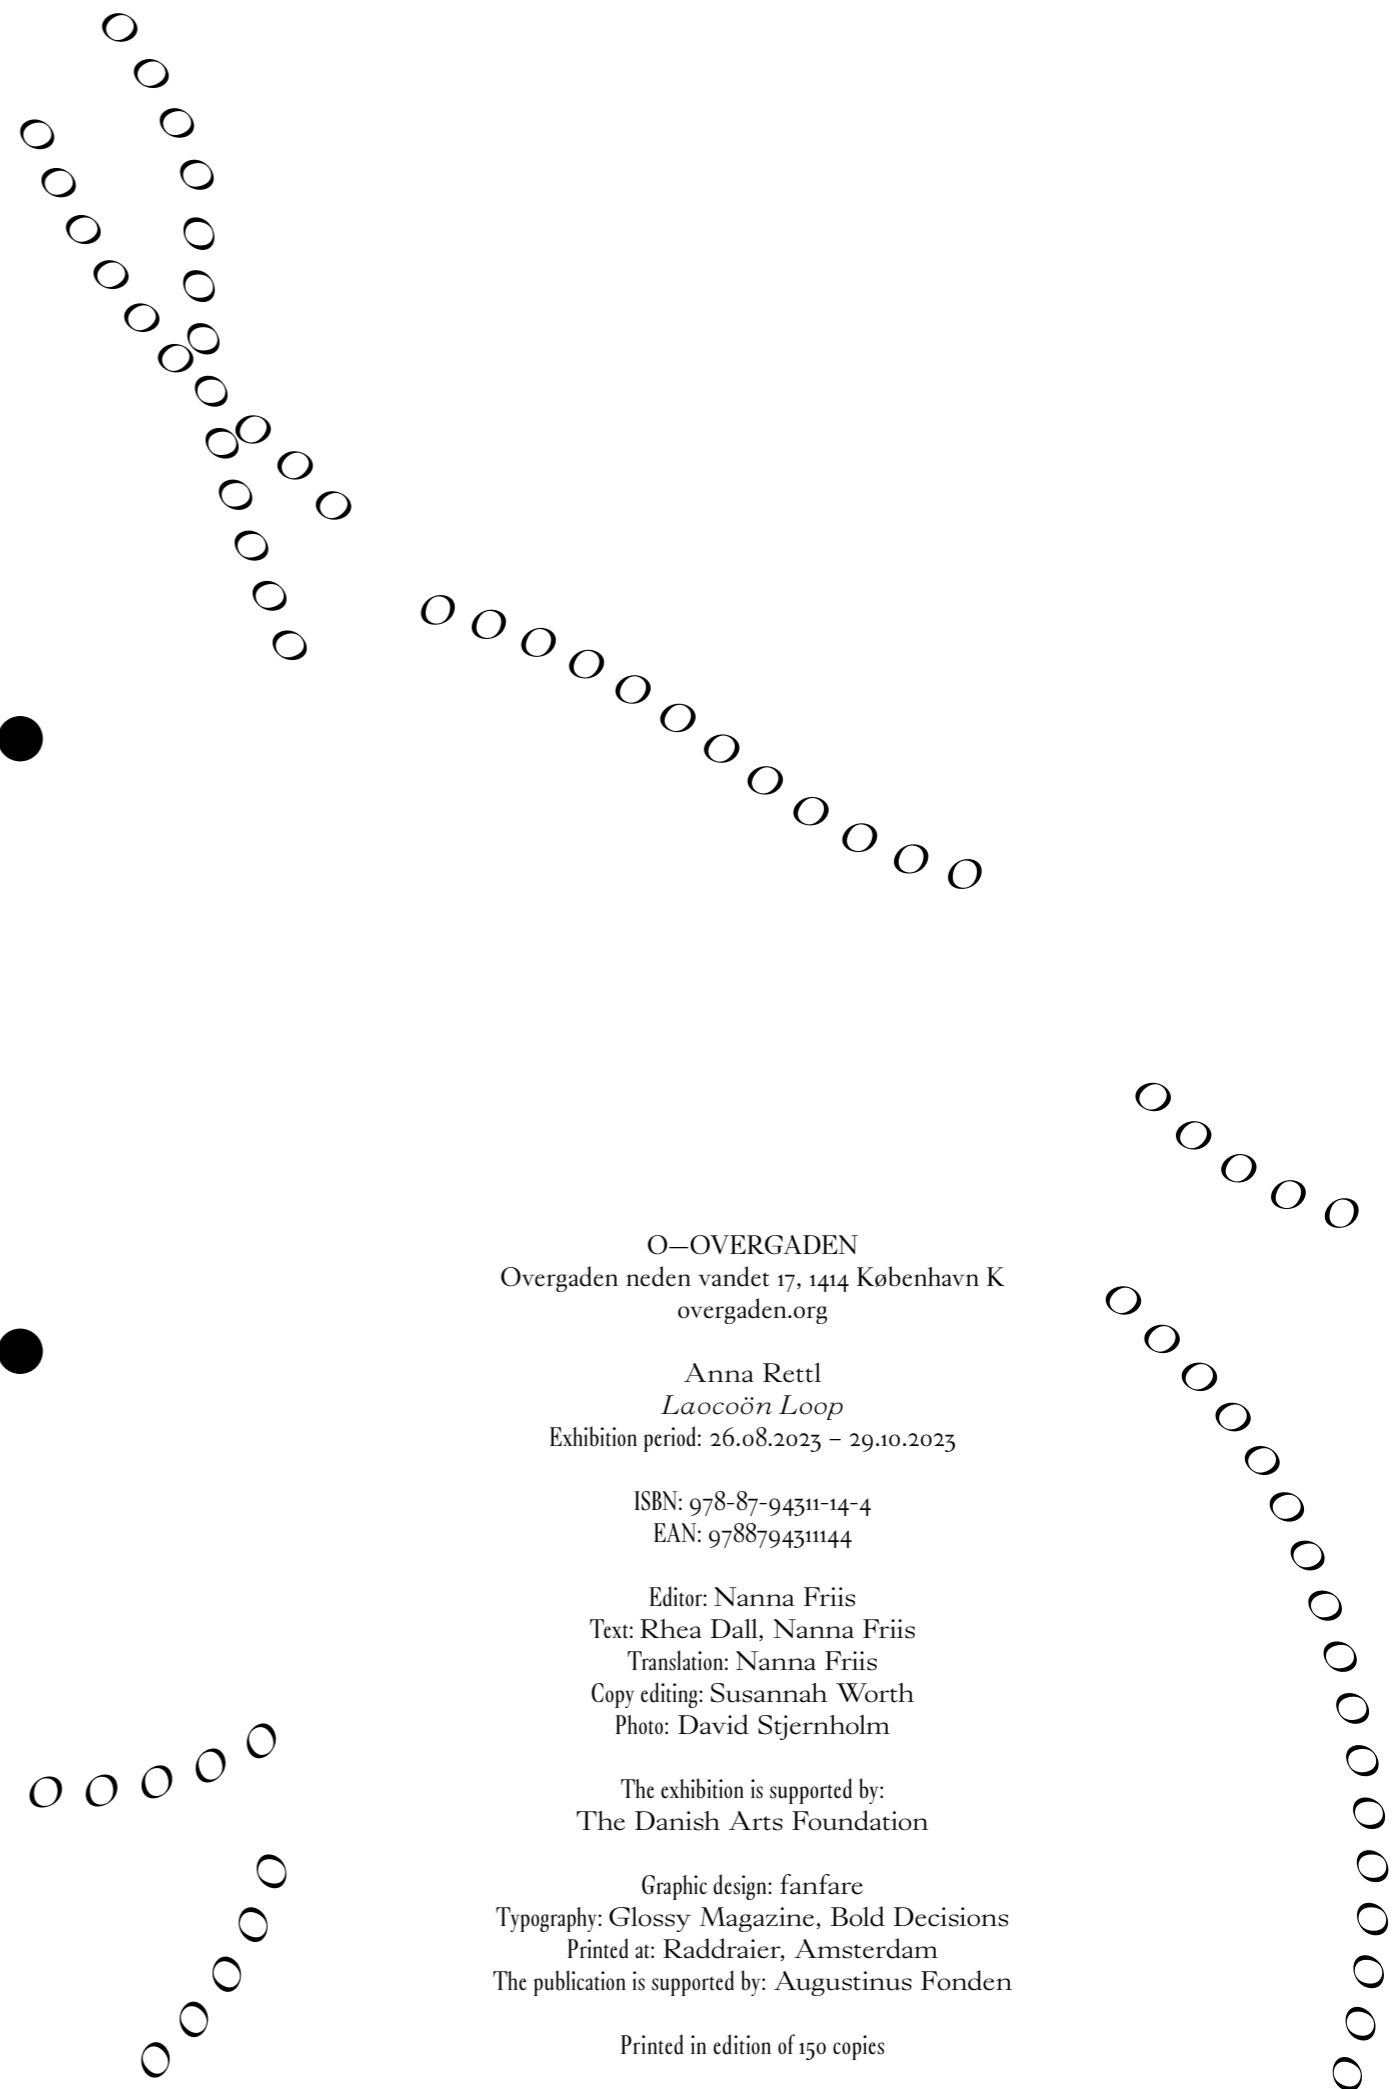 O—OVERGADEN
Overgaden neden vandet 17, 1414 København K
overgaden.org
Anna Rettl
Laocoön Loop
Exhibition period: 26.08.2023 – 29.10.2023
ISBN: 978-87-94311-14-4
EAN: 9788794311144
Editor: Nanna Friis
Text: Rhea Dall, Nanna Friis
Translation: Nanna Friis
Copy editing: Susannah Worth
Photo: David Stjernholm
The exhibition is supported by:
The Danish Arts Foundation
Graphic design: fanfare
Typography: Glossy Magazine, Bold Decisions
Printed at: Raddraier, Amsterdam
The publication is supported by: Augustinus Fonden
Printed in edition of 150 copies